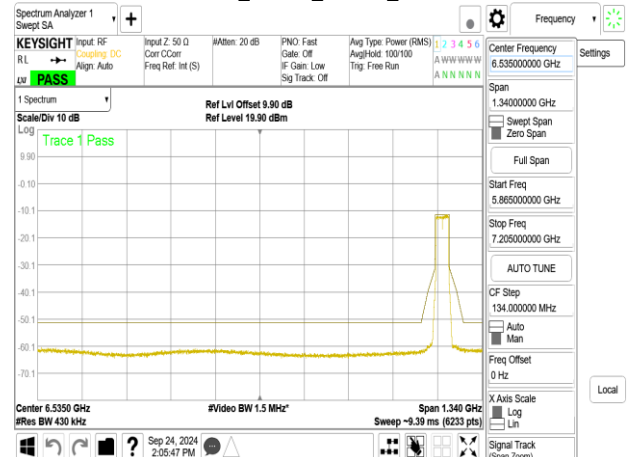 Spectrum Analyzer 1
Swept SA
+
Frequency
KEYSIGHT
RL
LXI
PASS
Input: RF
Coupling: DC
Align: Auto
Input Z: 50 Ω
Corr CCorr
Freq Ref: Int (S)
#Atten: 20 dB
PNO: Fast
Gate: Off
IF Gain: Low
Sig Track: Off
Avg Type: Power (RMS)
Avg|Hold: 100/100
Trig: Free Run
1 2 3 4 5 6
A W W W W W
A N N N N N
1 Spectrum
Scale/Div 10 dB
Ref Lvl Offset 9.90 dB
Ref Level 19.90 dBm
Log
Trace 1 Pass
9.90
-0.10
-10.1
-20.1
-30.1
-40.1
-50.1
-60.1
-70.1
Center 6.5350 GHz
#Res BW 430 kHz
#Video BW 1.5 MHz*
Span 1.340 GHz
Sweep ~9.39 ms (6233 pts)
?
Sep 24, 2024
2:05:47 PM
Center Frequency
6.535000000 GHz
Span
1.34000000 GHz
Swept Span
Zero Span
Full Span
Start Freq
5.865000000 GHz
Stop Freq
7.205000000 GHz
AUTO TUNE
CF Step
134.000000 MHz
Auto
Man
Freq Offset
0 Hz
X Axis Scale
Log
Lin
Signal Track
(Span Zoom)
Settings
Local